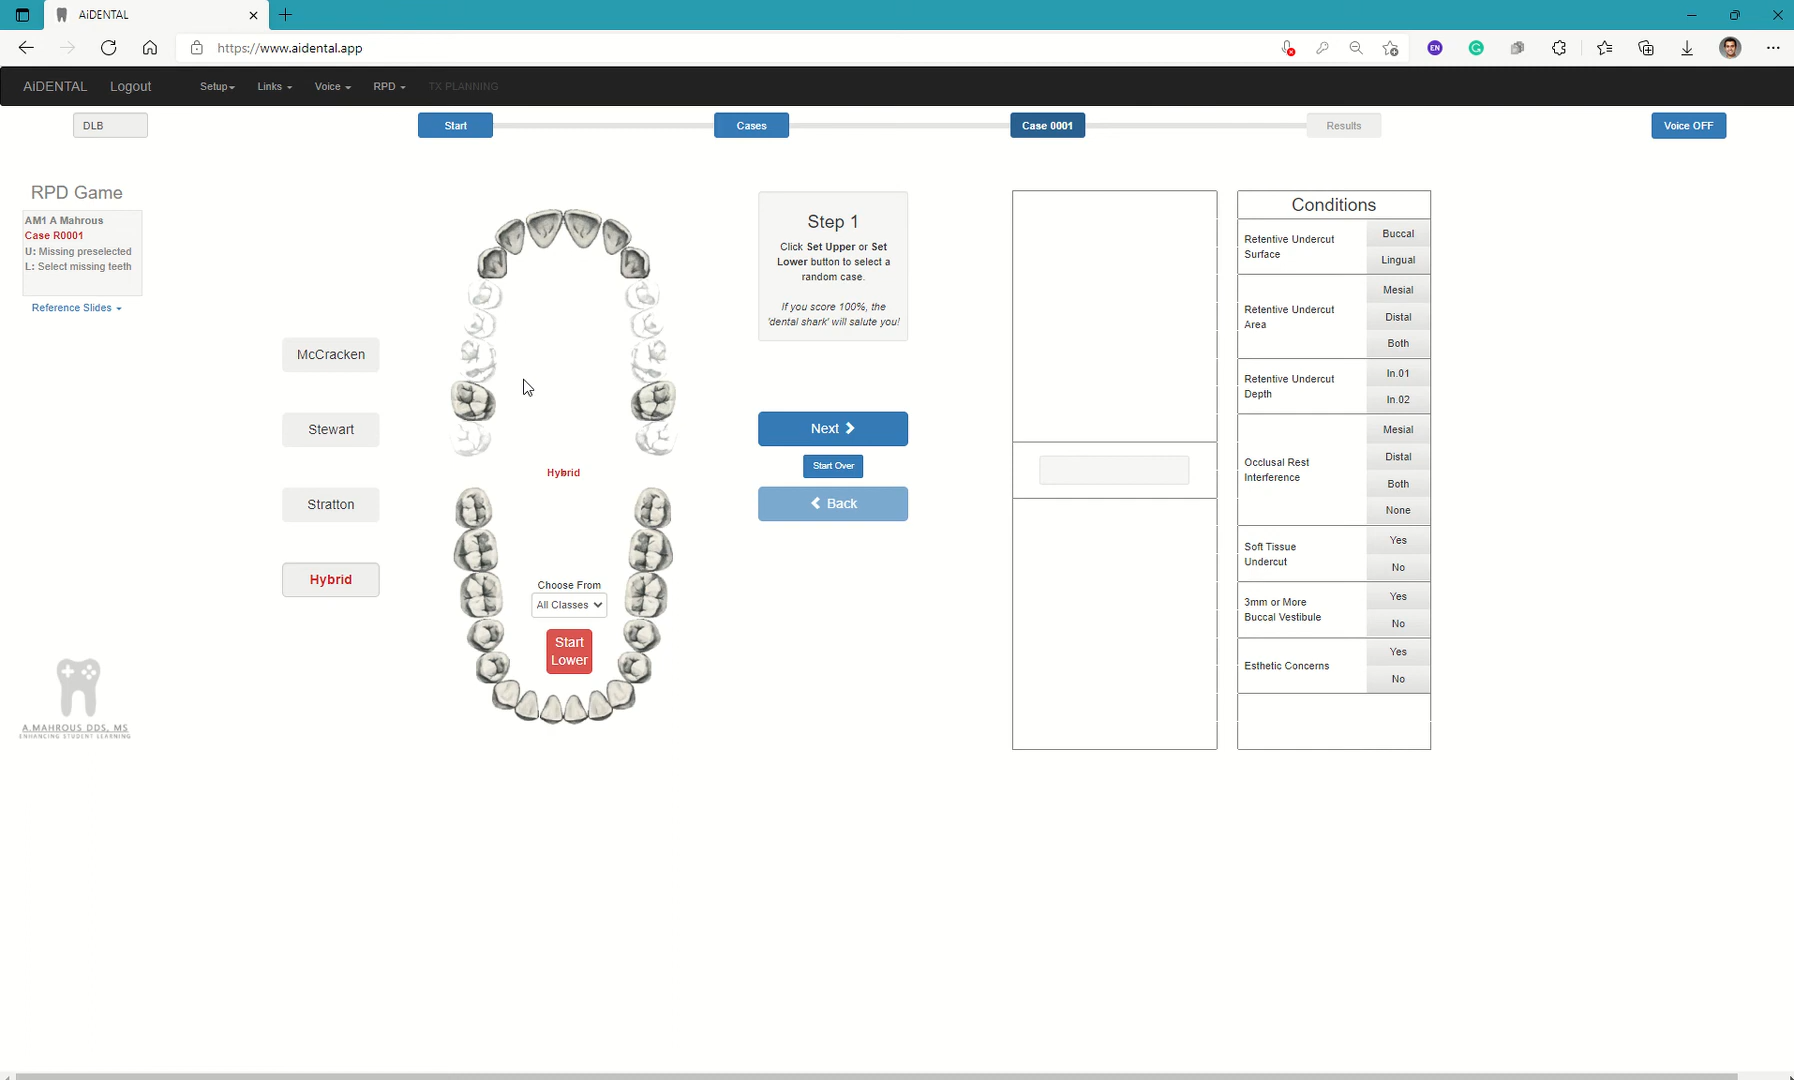 AiDENTAL
https://www.aidental.app
EN
AiDENTAL
Logout
Setup
Links
Voice
RPD
TX PLANNING
DLB
Start
Cases
Case 0001
Results
Voice OFF
RPD Game
AM1 A Mahrous
Case R0001
U: Missing preselected
L: Select missing teeth
Reference Slides
McCracken
Stewart
Stratton
Hybrid
Hybrid
Choose From
All Classes
Start
Lower
Step 1
Click Set Upper or Set
Lower button to select a
random case.
If you score 100%, the
'dental shark' will salute you!
Next
Start Over
Back
Conditions
Retentive Undercut
Surface
Buccal
Lingual
Retentive Undercut
Area
Mesial
Distal
Both
Retentive Undercut
Depth
In.01
In.02
Occlusal Rest
Interference
Mesial
Distal
Both
None
Soft Tissue
Undercut
Yes
No
3mm or More
Buccal Vestibule
Yes
No
Esthetic Concerns
Yes
No
A.MAHROUS DDS, MS
ENHANCING STUDENT LEARNING